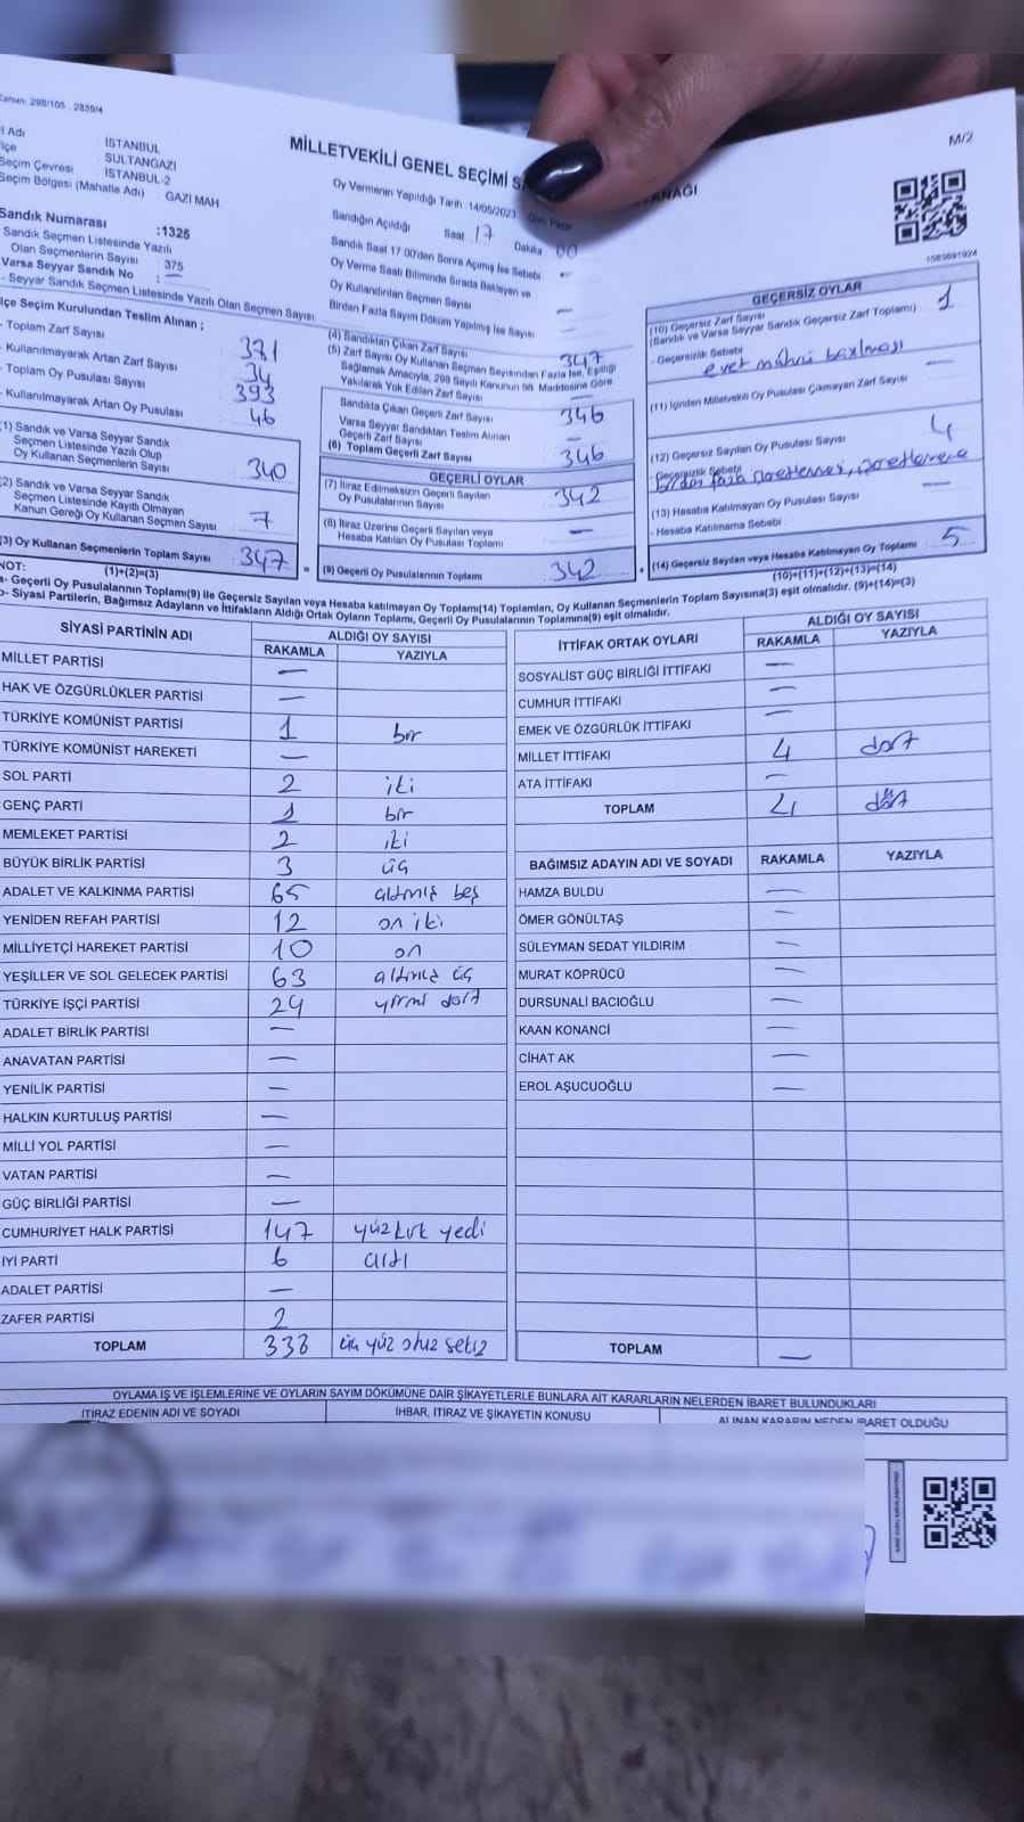 298/105 - 2839/4
M/2
MİLLETVEKİLİ GENEL SEÇİMİ
İl Adı İSTANBUL
İlçe SULTANGAZİ
Seçim Çevresi İSTANBUL-2
Seçim Bölgesi (Mahalle Adı) GAZİ MAH
Sandık Numarası :1325
Sandık Seçmen Listesinde Yazılı
Olan Seçmenlerin Sayısı 375
Varsa Seyyar Sandık No : —
- Seyyar Sandık Seçmen Listesinde Yazılı Olan Seçmen Sayısı
İlçe Seçim Kurulundan Teslim Alınan ;
- Toplam Zarf Sayısı 381
- Kullanılmayarak Artan Zarf Sayısı 34
- Toplam Oy Pusulası Sayısı 393
- Kullanılmayarak Artan Oy Pusulası 46
(1) Sandık ve Varsa Seyyar Sandık
Seçmen Listesinde Yazılı Olup
Oy Kullanan Seçmenlerin Sayısı 340
(2) Sandık ve Varsa Seyyar Sandık
Seçmen Listesinde Kayıtlı Olmayan
Kanun Gereği Oy Kullanan Seçmen Sayısı 7
(3) Oy Kullanan Seçmenlerin Toplam Sayısı 347
(1)+(2)=(3)
Oy Vermenin Yapıldığı Tarih : 14/05/2023
Sandığın Açıldığı Saat 17 Dakika 00
Sandık Saat 17:00'den Sonra Açılmış İse Sebebi —
Oy Verme Saati Bitiminde Sırada Bekleyen ve
Oy Kullandırılan Seçmen Sayısı —
Birden Fazla Sayım Döküm Yapılmış İse Sayısı —
(4) Sandıktan Çıkan Zarf Sayısı 347
(5) Zarf Sayısı Oy Kullanan Seçmen Sayısından Fazla İse, Eşitliği
Sağlamak Amacıyla, 298 Sayılı Kanunun 98. Maddesine Göre
Yakılarak Yok Edilen Zarf Sayısı —
Sandıkta Çıkan Geçerli Zarf Sayısı 346
Varsa Seyyar Sandıktan Teslim Alınan
Geçerli Zarf Sayısı —
(6) Toplam Geçerli Zarf Sayısı 346
GEÇERLİ OYLAR
(7) İtiraz Edilmeksizin Geçerli Sayılan
Oy Pusulalarının Sayısı 342
(8) İtiraz Üzerine Geçerli Sayılan veya
Hesaba Katılan Oy Pusulası Toplamı —
(9) Geçerli Oy Pusulalarının Toplamı 342
1589691924
GEÇERSİZ OYLAR
(10) Geçersiz Zarf Sayısı 1
(Sandık ve Varsa Seyyar Sandık Geçersiz Zarf Toplamı)
- Geçersizlik Sebebi
evet mührü basılması
(11) İçinden Milletvekili Oy Pusulası Çıkmayan Zarf Sayısı —
(12) Geçersiz Sayılan Oy Pusulası Sayısı 4
Geçersizlik Sebebi
(13) Hesaba Katılmayan Oy Pusulası Sayısı —
- Hesaba Katılmama Sebebi
(14) Geçersiz Sayılan veya Hesaba Katılmayan Oy Toplamı 5
(10)+(11)+(12)+(13)=(14)
NOT:
a- Geçerli Oy Pusulalarının Toplamı(9) ile Geçersiz Sayılan veya Hesaba katılmayan Oy Toplamı(14) Toplamları, Oy Kullanan Seçmenlerin Toplam Sayısına(3) eşit olmalıdır. (9)+(14)=(3)
b- Siyasi Partilerin, Bağımsız Adayların ve İttifakların Aldığı Ortak Oyların Toplamı, Geçerli Oy Pusulalarının Toplamına(9) eşit olmalıdır.
SİYASİ PARTİNİN ADI ALDIĞI OY SAYISI
RAKAMLA YAZIYLA
MİLLET PARTİSİ —
HAK VE ÖZGÜRLÜKLER PARTİSİ —
TÜRKİYE KOMÜNİST PARTİSİ 1 bir
TÜRKİYE KOMÜNİST HAREKETİ —
SOL PARTİ 2 iki
GENÇ PARTİ 1 bir
MEMLEKET PARTİSİ 2 iki
BÜYÜK BİRLİK PARTİSİ 3 üç
ADALET VE KALKINMA PARTİSİ 65 altmış beş
YENİDEN REFAH PARTİSİ 12 on iki
MİLLİYETÇİ HAREKET PARTİSİ 10 on
YEŞİLLER VE SOL GELECEK PARTİSİ 63 altmış üç
TÜRKİYE İŞÇİ PARTİSİ 24 yirmi dört
ADALET BİRLİK PARTİSİ —
ANAVATAN PARTİSİ —
YENİLİK PARTİSİ —
HALKIN KURTULUŞ PARTİSİ —
MİLLİ YOL PARTİSİ —
VATAN PARTİSİ —
GÜÇ BİRLİĞİ PARTİSİ —
CUMHURİYET HALK PARTİSİ 147 yüz kırk yedi
İYİ PARTİ 6 altı
ADALET PARTİSİ —
ZAFER PARTİSİ 2
TOPLAM 338 üç yüz otuz sekiz
İTTİFAK ORTAK OYLARI ALDIĞI OY SAYISI
RAKAMLA YAZIYLA
SOSYALİST GÜÇ BİRLİĞİ İTTİFAKI —
CUMHUR İTTİFAKI —
EMEK VE ÖZGÜRLÜK İTTİFAKI —
MİLLET İTTİFAKI 4 dört
ATA İTTİFAKI —
TOPLAM 4 dört
BAĞIMSIZ ADAYIN ADI VE SOYADI RAKAMLA YAZIYLA
HAMZA BULDU —
ÖMER GÖNÜLTAŞ —
SÜLEYMAN SEDAT YILDIRIM —
MURAT KÖPRÜCÜ —
DURSUNALİ BACIOĞLU —
KAAN KONANCİ —
CİHAT AK —
EROL AŞUCUOĞLU —
TOPLAM —
OYLAMA İŞ VE İŞLEMLERİNE VE OYLARIN SAYIM DÖKÜMÜNE DAİR ŞİKAYETLERLE BUNLARA AİT KARARLARIN NELERDEN İBARET BULUNDUKLARI
İTİRAZ EDENİN ADI VE SOYADI İHBAR, İTİRAZ VE ŞİKAYETİN KONUSU ALINAN KARARIN NEDEN İBARET OLDUĞU